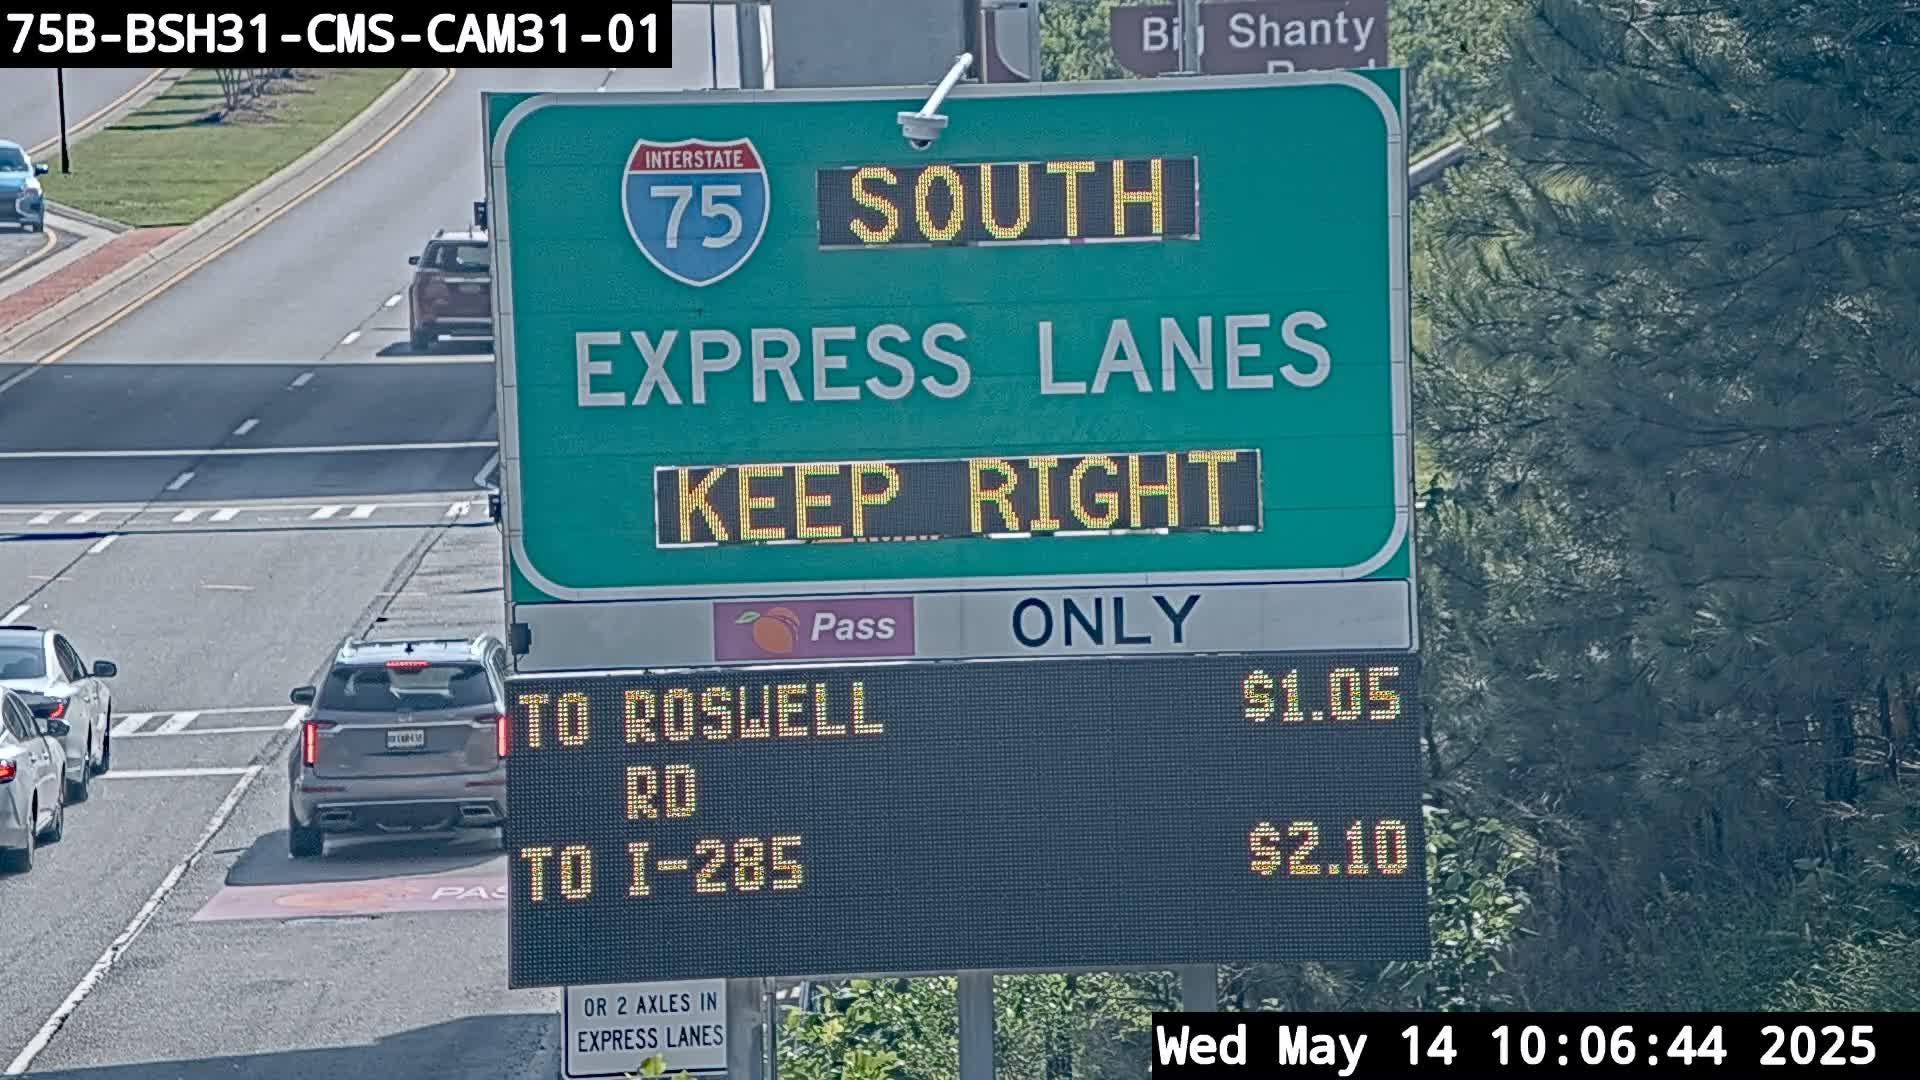 75B-BSH31-CMS-CAM31-01
Big Shanty
INTERSTATE
75
SOUTH
EXPRESS LANES
KEEP RIGHT
Pass
ONLY
TO ROSWELL $1.05
RD
TO I-285 $2.10
OR 2 AXLES IN
EXPRESS LANES
Wed May 14 10:06:44 2025